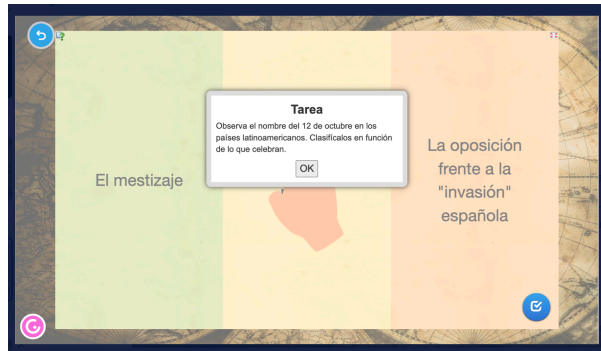 Tarea
Observa el nombre del 12 de octubre en los
países latinoamericanos. Clasifícalos en función
de lo que celebran.
OK
El mestizaje
La oposición
frente a la
"invasión"
española